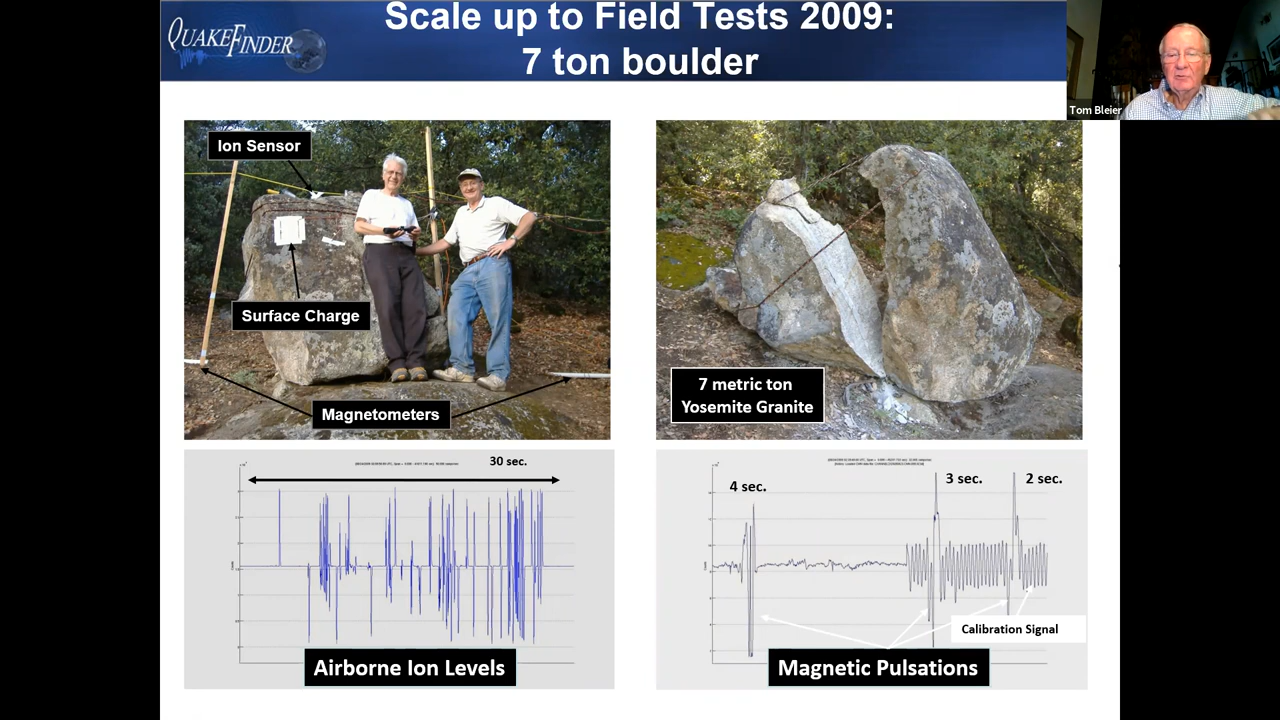 QUAKEFINDER
Scale up to Field Tests 2009:
7 ton boulder
Tom Bleier
Ion Sensor
Surface Charge
Magnetometers
7 metric ton
Yosemite Granite
30 sec.
Airborne Ion Levels
4 sec.
3 sec.
2 sec.
Calibration Signal
Magnetic Pulsations